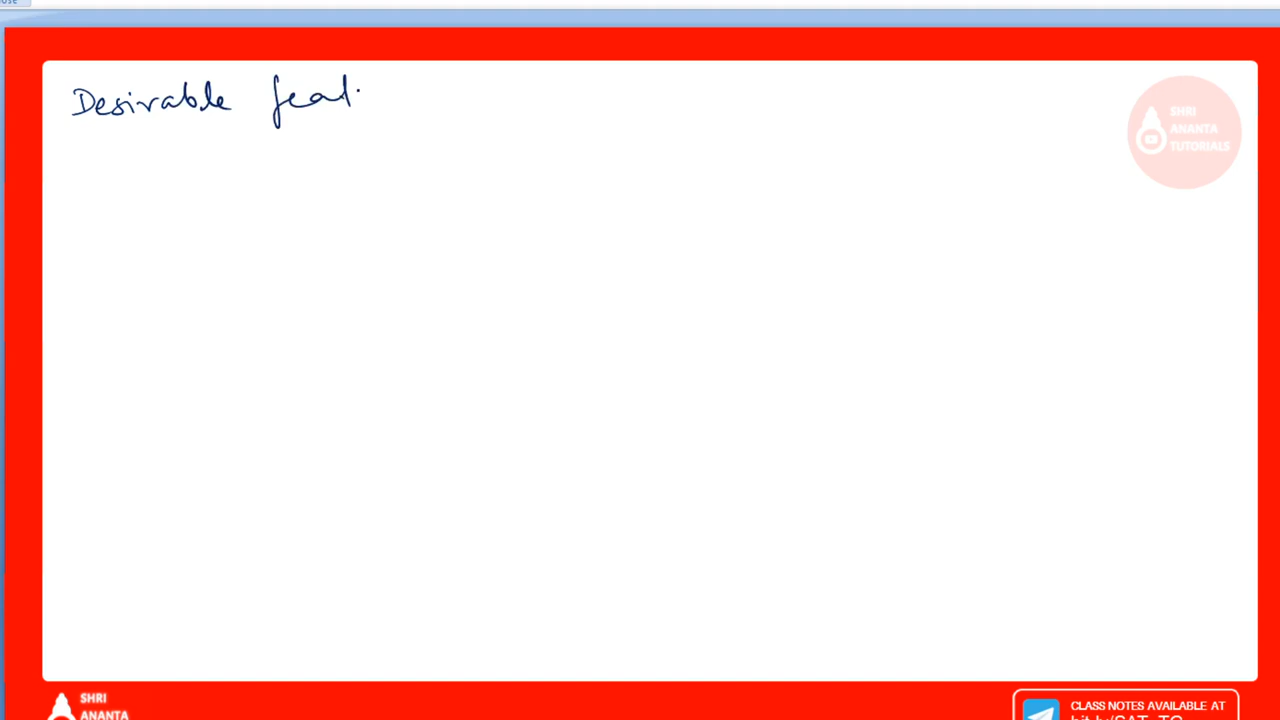 Desirable feat
SHRI
ANANTA
TUTORIALS
SHRI
ANANTA
CLASS NOTES AVAILABLE AT